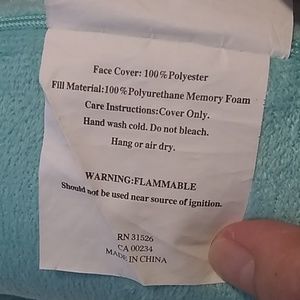 Face Cover: 100% Polyester
Fill Material:100%Polyurethane Memory Foam
Care Instructions:Cover Only.
Hand wash cold. Do not bleach.
Hang or air dry.
WARNING:FLAMMABLE
Should not be used near source of ignition.
RN 31526
CA 00234
MADE IN CHINA